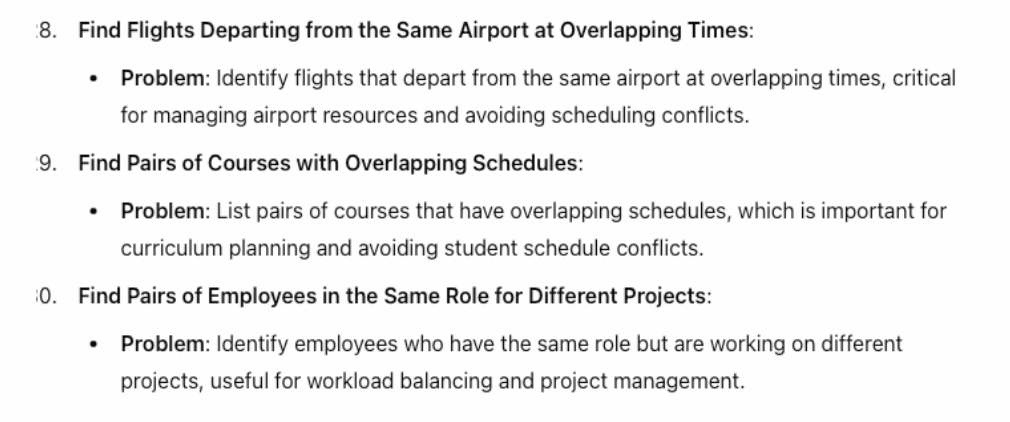 8. Find Flights Departing from the Same Airport at Overlapping Times:
• Problem: Identify flights that depart from the same airport at overlapping times, critical
for managing airport resources and avoiding scheduling conflicts.
9. Find Pairs of Courses with Overlapping Schedules:
• Problem: List pairs of courses that have overlapping schedules, which is important for
curriculum planning and avoiding student schedule conflicts.
0. Find Pairs of Employees in the Same Role for Different Projects:
• Problem: Identify employees who have the same role but are working on different
projects, useful for workload balancing and project management.